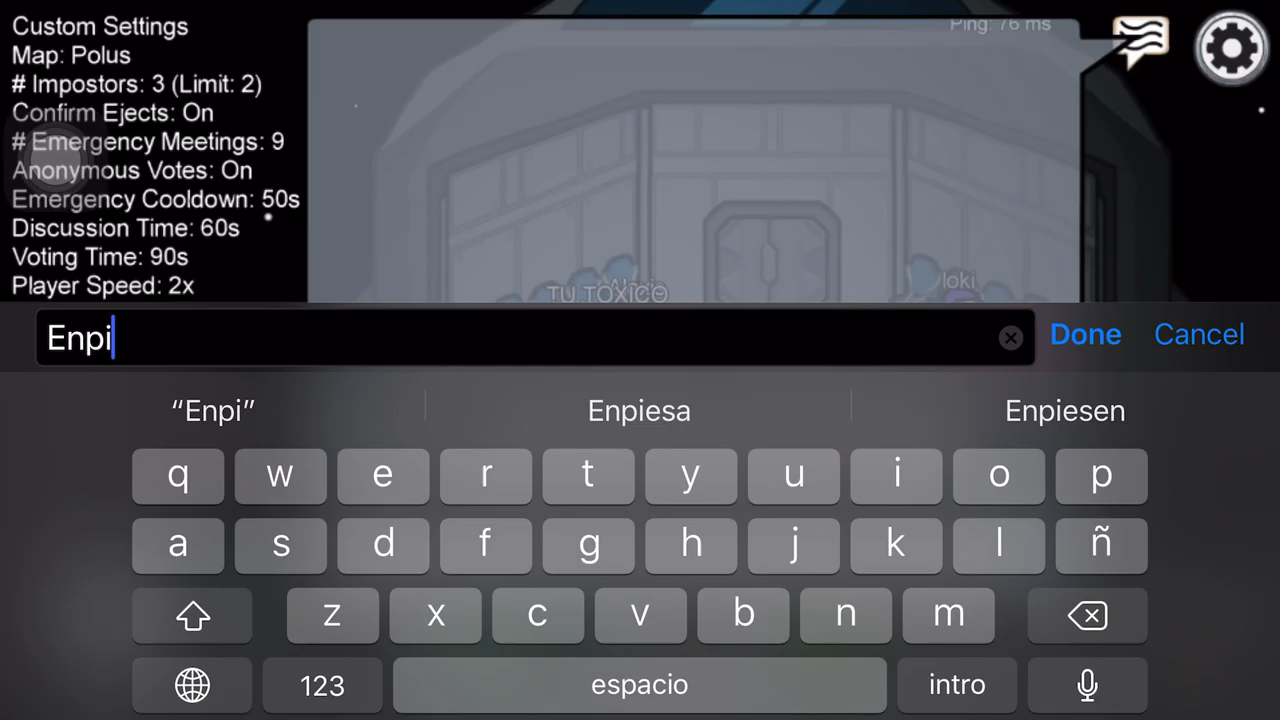 Custom Settings
Map: Polus
# Impostors: 3 (Limit: 2)
Confirm Ejects: On
# Emergency Meetings: 9
Anonymous Votes: On
Emergency Cooldown: 50s
Discussion Time: 60s
Voting Time: 90s
Player Speed: 2x
Ping: 76 ms
TU TOXICO
loki
Enpi
Done
Cancel
“Enpi”
Enpiesa
Enpiesen
q w e r t y u i o p
a s d f g h j k l ñ
z x c v b n m
123
espacio
intro